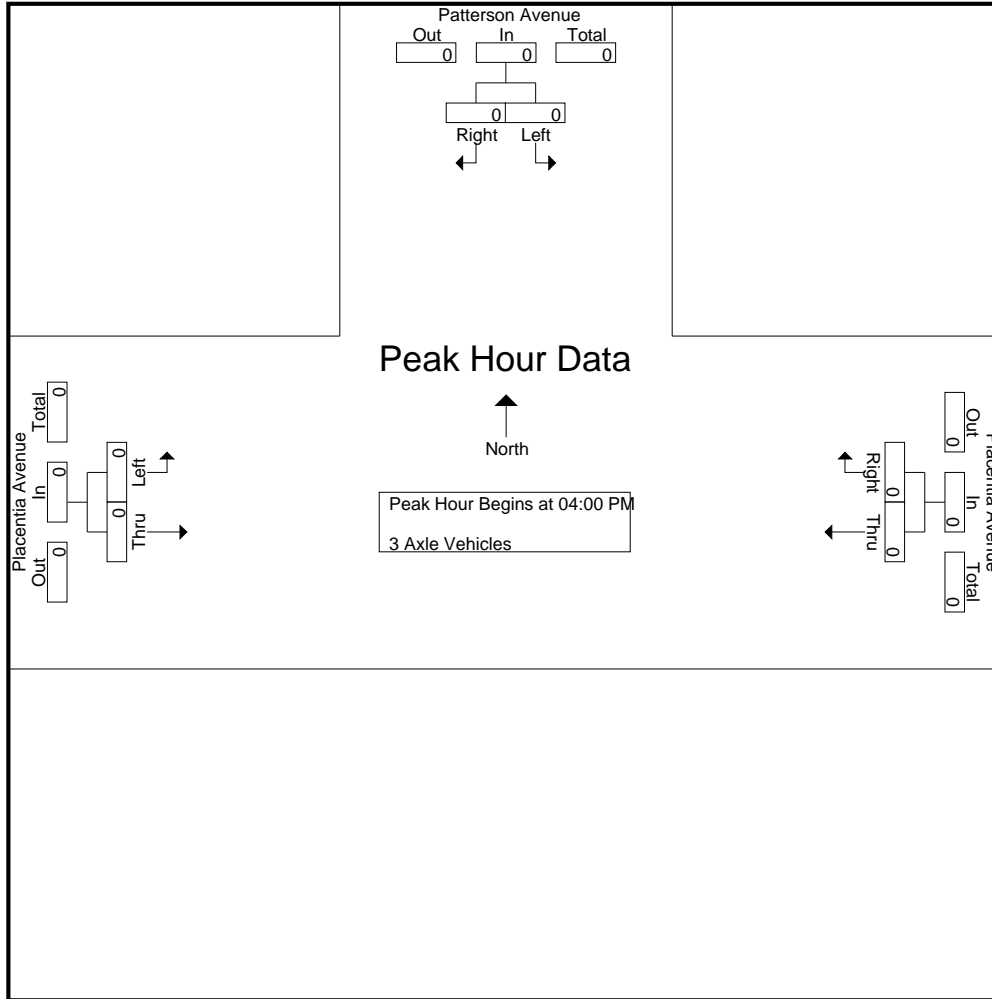 Patterson Avenue
Out In Total
0 0 0
0 0
Right Left
Peak Hour Data
North
Peak Hour Begins at 04:00 PM
3 Axle Vehicles
Placentia Avenue
Out In Total
0 0 0
0 0
Thru Left
Placentia Avenue
Out In Total
0 0 0
0 0
Right Thru